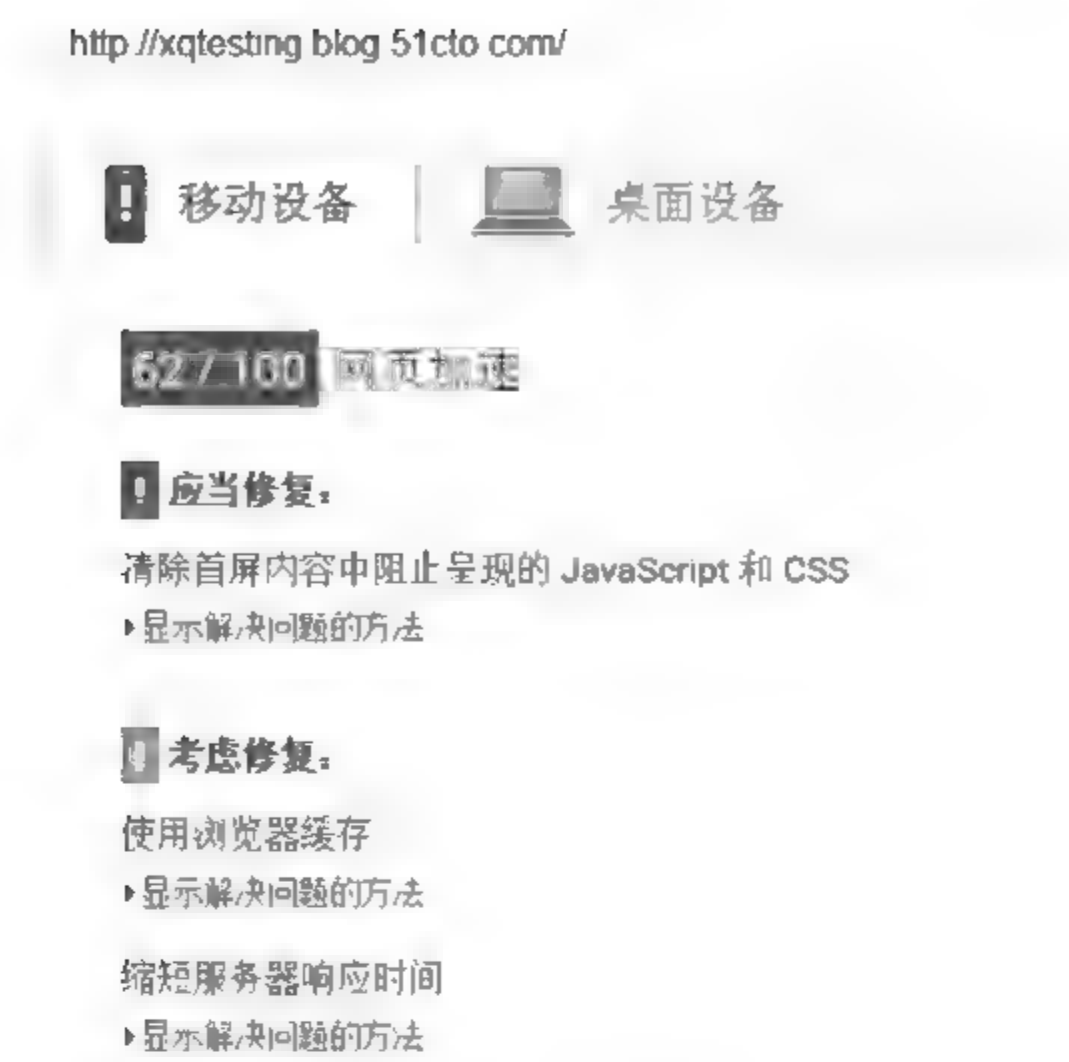 http://xqtesting.blog.51cto.com/
移动设备 桌面设备
62 / 100 网页加速
应当修复：
清除首屏内容中阻止呈现的 JavaScript 和 CSS
显示解决问题的方法
考虑修复：
使用浏览器缓存
显示解决问题的方法
缩短服务器响应时间
显示解决问题的方法